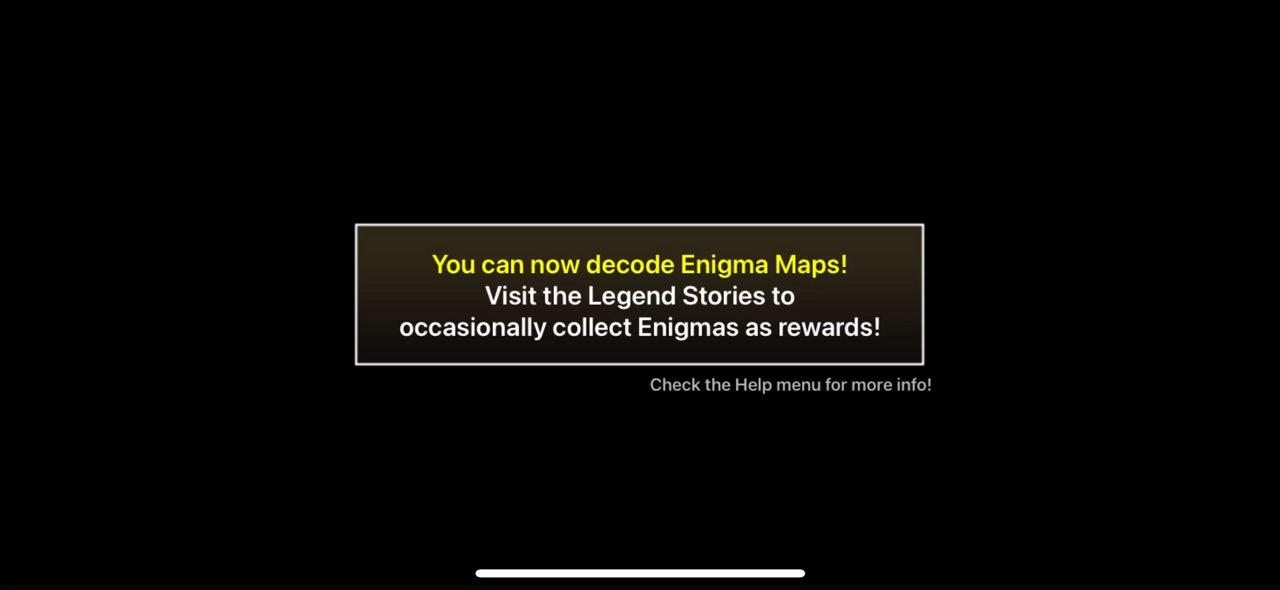 You can now decode Enigma Maps!
Visit the Legend Stories to
occasionally collect Enigmas as rewards!
Check the Help menu for more info!